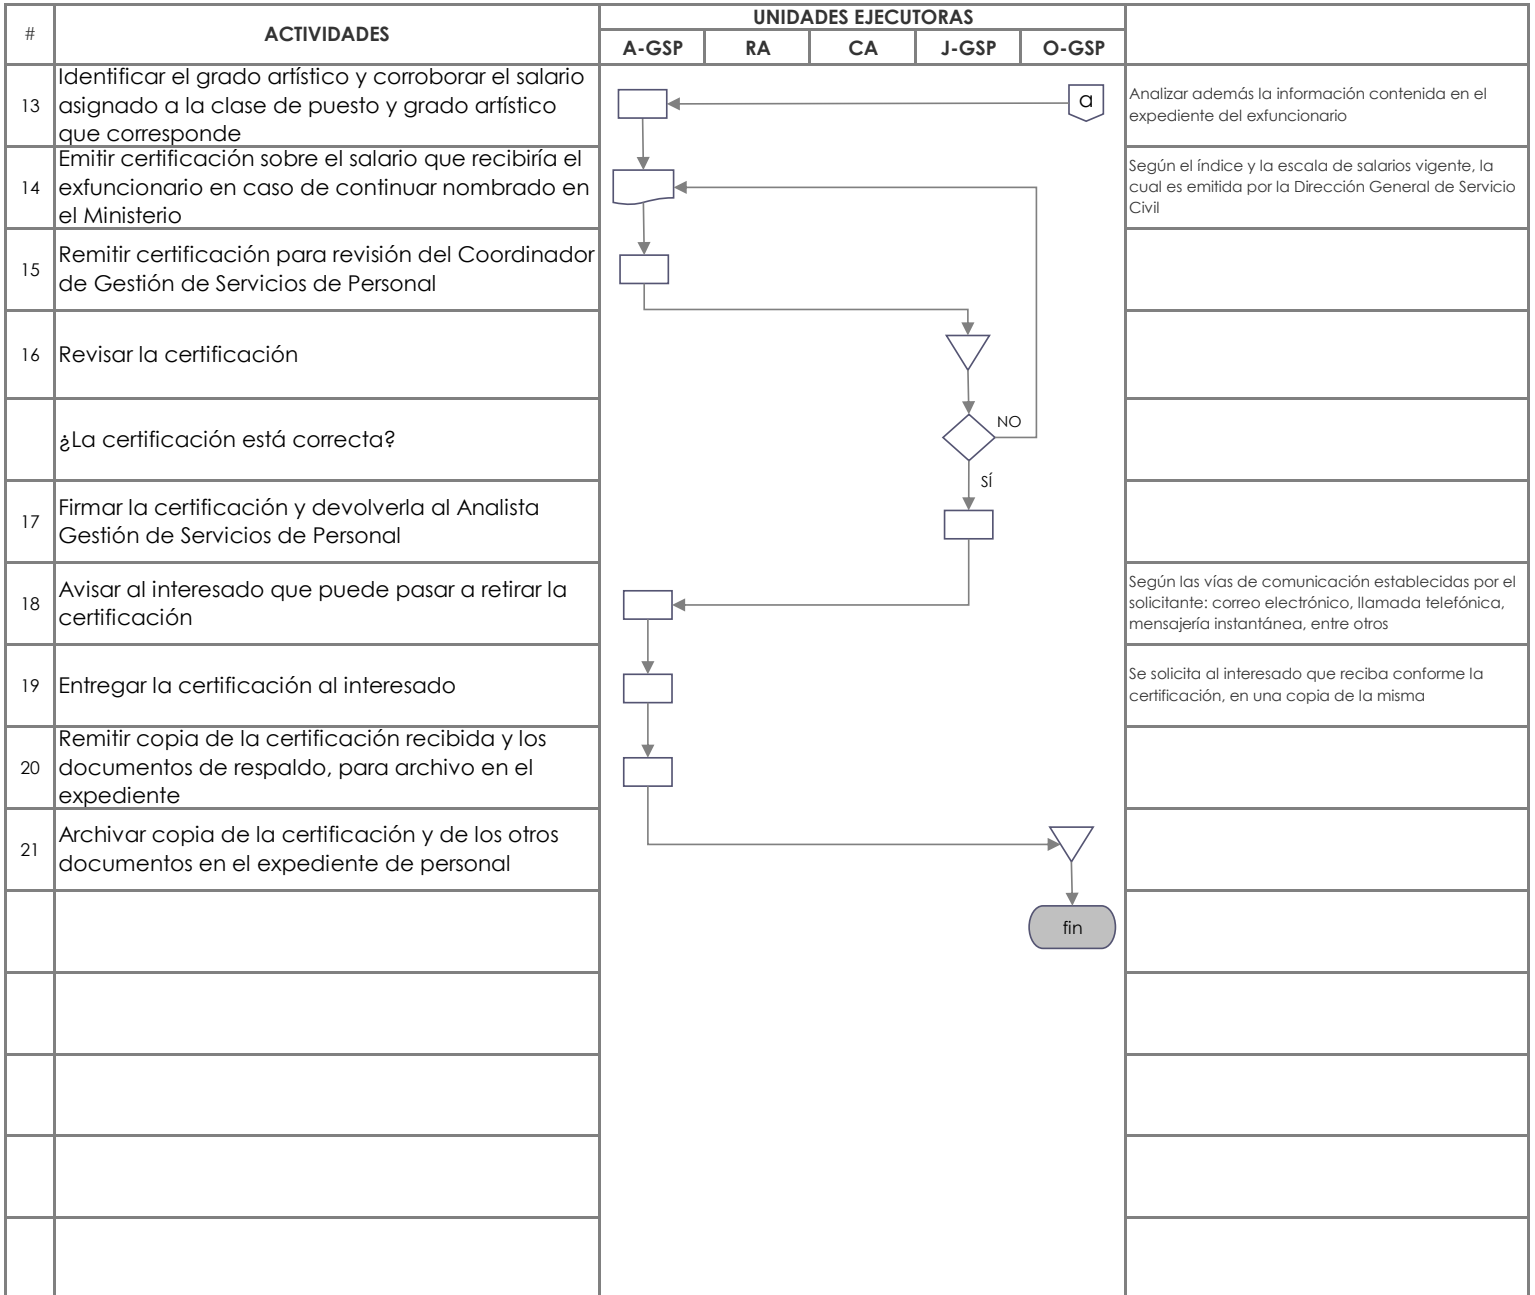 #
ACTIVIDADES
UNIDADES EJECUTORAS
A-GSP
RA
CA
J-GSP
O-GSP
13
Identificar el grado artístico y corroborar el salario
asignado a la clase de puesto y grado artístico
que corresponde
a
Analizar además la información contenida en el
expediente del exfuncionario
14
Emitir certificación sobre el salario que recibiría el
exfuncionario en caso de continuar nombrado en
el Ministerio
Según el índice y la escala de salarios vigente, la
cual es emitida por la Dirección General de Servicio
Civil
15
Remitir certificación para revisión del Coordinador
de Gestión de Servicios de Personal
16
Revisar la certificación
¿La certificación está correcta?
NO
SÍ
17
Firmar la certificación y devolverla al Analista
Gestión de Servicios de Personal
18
Avisar al interesado que puede pasar a retirar la
certificación
Según las vías de comunicación establecidas por el
solicitante: correo electrónico, llamada telefónica,
mensajería instantánea, entre otros
19
Entregar la certificación al interesado
Se solicita al interesado que reciba conforme la
certificación, en una copia de la misma
20
Remitir copia de la certificación recibida y los
documentos de respaldo, para archivo en el
expediente
21
Archivar copia de la certificación y de los otros
documentos en el expediente de personal
fin